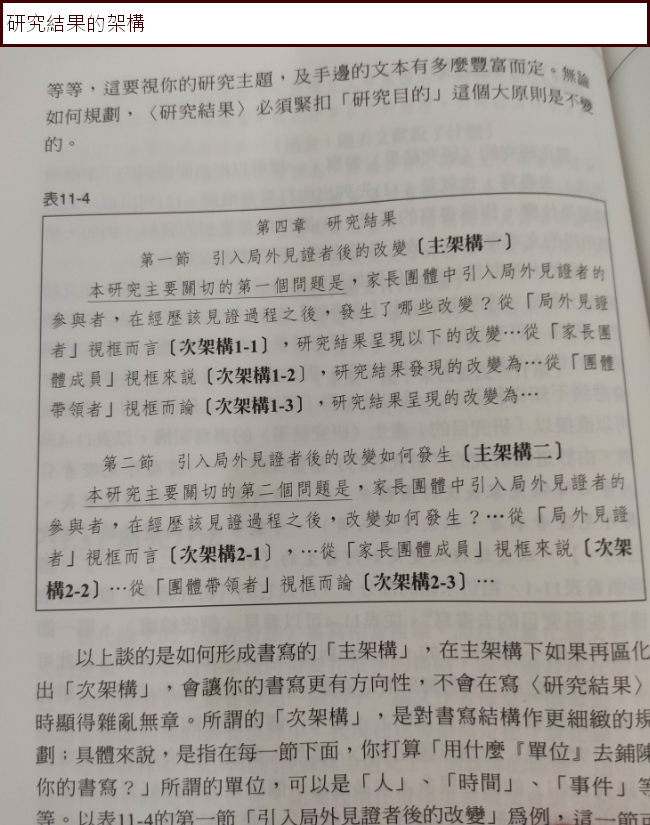 研究結果的架構
等等，這要視你的研究主題，及手邊的文本有多麼豐富而定。無論
如何規劃，〈研究結果〉必須緊扣「研究目的」這個大原則是不變
的。
表11-4
第四章　研究結果
第一節　引入局外見證者後的改變〔主架構一〕
本研究主要關切的第一個問題是，家長團體中引入局外見證者的
參與者，在經歷該見證過程之後，發生了哪些改變？從「局外見證
者」視框而言〔次架構1-1〕，研究結果呈現以下的改變…從「家長團
體成員」視框來說〔次架構1-2〕，研究結果發現的改變為…從「團體
帶領者」視框而論〔次架構1-3〕，研究結果呈現的改變為…
第二節　引入局外見證者後的改變如何發生〔主架構二〕
本研究主要關切的第二個問題是，家長團體中引入局外見證者的
參與者，在經歷該見證過程之後，改變如何發生？…從「局外見證
者」視框而言〔次架構2-1〕，…從「家長團體成員」視框來說〔次架
構2-2〕…從「團體帶領者」視框而論〔次架構2-3〕…
以上談的是如何形成書寫的「主架構」，在主架構下如果再區化
出「次架構」，會讓你的書寫更有方向性，不會在寫〈研究結果〉
時顯得雜亂無章。所謂的「次架構」，是對書寫結構作更細緻的規
劃；具體來說，是指在每一節下面，你打算「用什麼『單位』去鋪陳
你的書寫？」所謂的單位，可以是「人」、「時間」、「事件」等
等。以表11-4的第一節「引入局外見證者後的改變」為例，這一節可